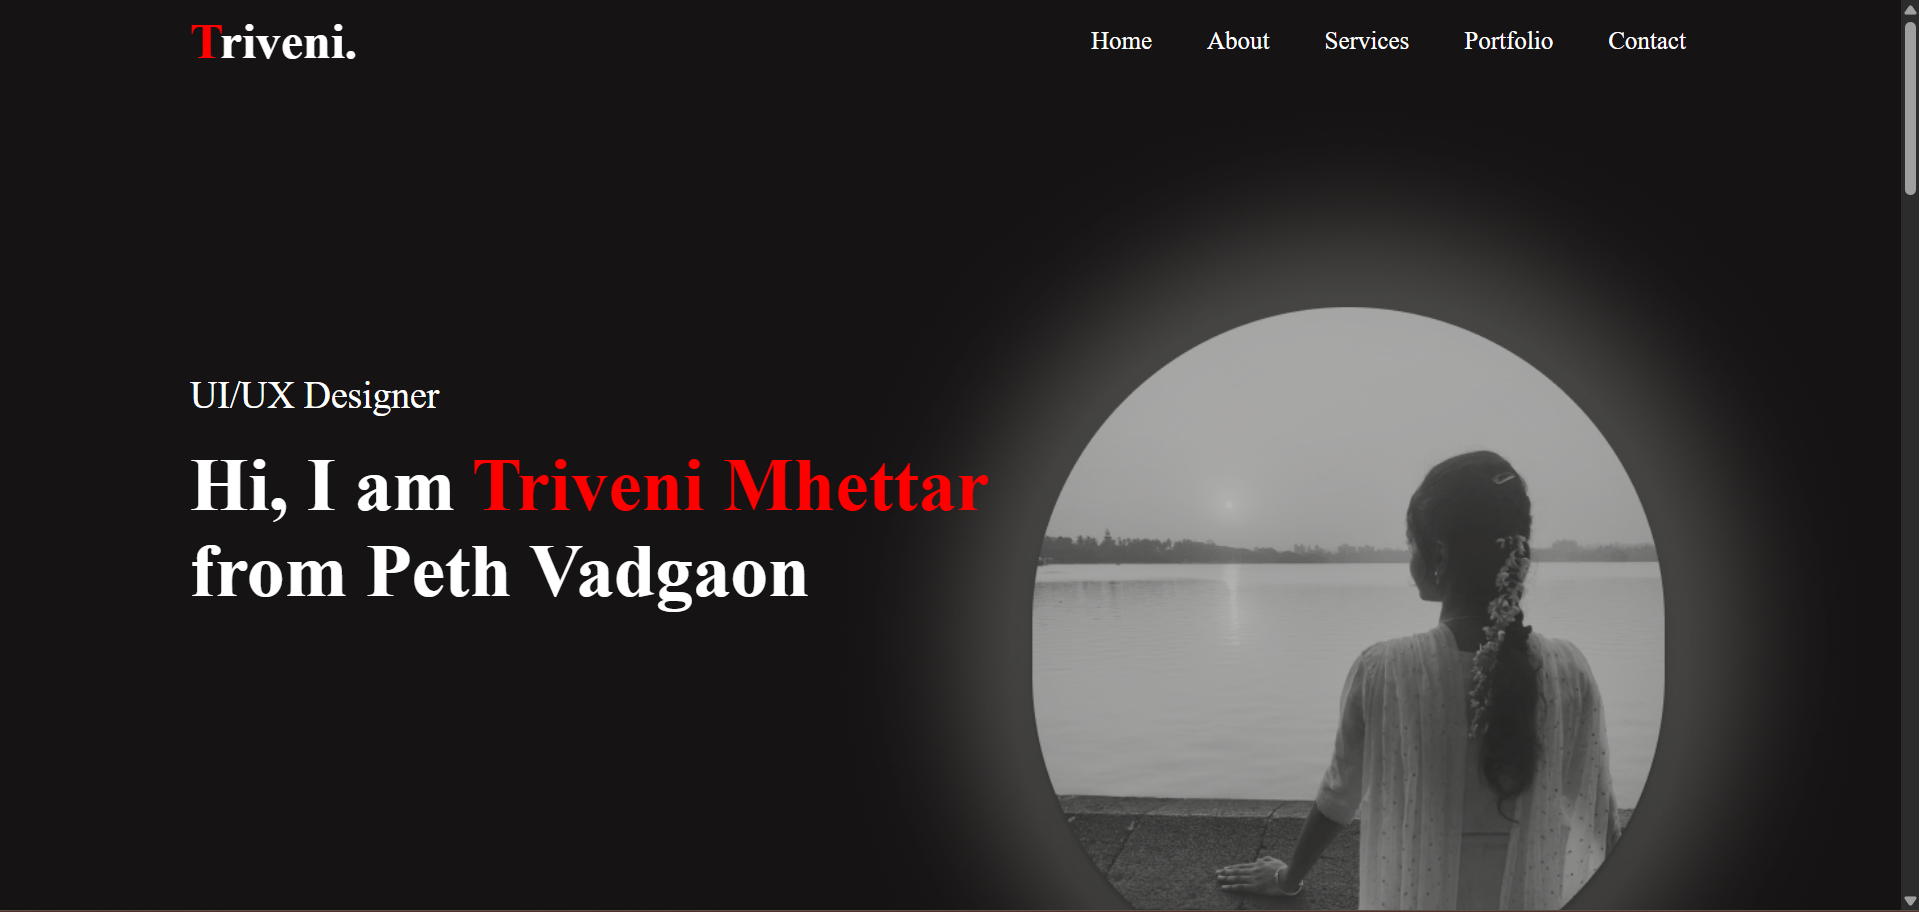 Triveni.
Home About Services Portfolio Contact
UI/UX Designer
Hi, I am Triveni Mhettar
from Peth Vadgaon